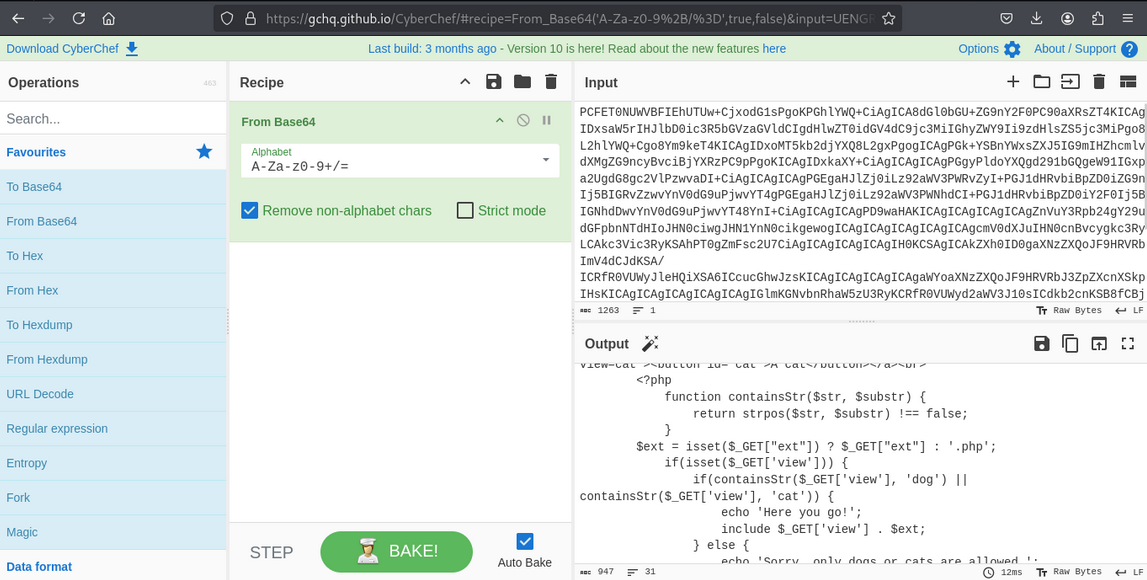 https://gchq.github.io/CyberChef/#recipe=From_Base64('A-Za-z0-9%2B/%3D',true,false)&input=UENGR
Download CyberChef
Last build: 3 months ago - Version 10 is here! Read about the new features here
Options
About / Support
Operations
463
Recipe
Input
Search...
Favourites
To Base64
From Base64
To Hex
From Hex
To Hexdump
From Hexdump
URL Decode
Regular expression
Entropy
Fork
Magic
Data format
From Base64
Alphabet
A-Za-z0-9+/=
Remove non-alphabet chars
Strict mode
STEP
BAKE!
Auto Bake
PCFET0NUWVBFIEhUTUw+CjxodG1sPgoKPGhlYWQ+CiAgICA8dGl0bGU+ZG9nY2F0PC90aXRsZT4KICAg
IDxsaW5rIHJlbD0ic3R5bGVzaGVldCIgdHlwZT0idGV4dC9jc3MiIGhyZWY9Ii9zdHlsZS5jc3MiPgo8
L2hlYWQ+Cgo8Ym9keT4KICAgIDxoMT5kb2djYXQ8L2gxPgogICAgPGk+YSBnYWxsZXJ5IG9mIHZhcmlv
dXMgZG9ncyBvciBjYXRzPC9pPgoKICAgIDxkaXY+CiAgICAgICAgPGgyPldoYXQgd291bGQgeW91IGxp
a2UgdG8gc2VlPzwvaDI+CiAgICAgICAgPGEgaHJlZj0iLz92aWV3PWRvZyI+PGJ1dHRvbiBpZD0iZG9n
Ij5BIGRvZzwvYnV0dG9uPjwvYT4gPGEgaHJlZj0iLz92aWV3PWNhdCI+PGJ1dHRvbiBpZD0iY2F0Ij5B
IGNhdDwvYnV0dG9uPjwvYT48YnI+CiAgICAgICAgPD9waHAKICAgICAgICAgICAgZnVuY3Rpb24gY29u
dGFpbnNTdHIoJHN0ciwgJHN1YnN0cikgewogICAgICAgICAgICAgICAgcmV0dXJuIHN0cnBvcygkc3Ry
LCAkc3Vic3RyKSAhPT0gZmFsc2U7CiAgICAgICAgICAgIH0KCSAgICAkZXh0ID0gaXNzZXQoJF9HRVRb
ImV4dCJdKSA/
ICRfR0VUWyJleHQiXSA6ICcucGhwJzsKICAgICAgICAgICAgaWYoaXNzZXQoJF9HRVRbJ3ZpZXcnXSkp
IHsKICAgICAgICAgICAgICAgIGlmKGNvbnRhaW5zU3RyKCRfR0VUWyd2aWV3J10sICdkb2cnKSB8fCBj
1263
1
Raw Bytes
LF
Output
view=cat"><button id="cat">A cat</button></a><br>
<?php
function containsStr($str, $substr) {
return strpos($str, $substr) !== false;
}
$ext = isset($_GET["ext"]) ? $_GET["ext"] : '.php';
if(isset($_GET['view'])) {
if(containsStr($_GET['view'], 'dog') ||
containsStr($_GET['view'], 'cat')) {
echo 'Here you go!';
include $_GET['view'] . $ext;
} else {
echo 'Sorry, only dogs or cats are allowed.';
947
31
12ms
Raw Bytes
LF